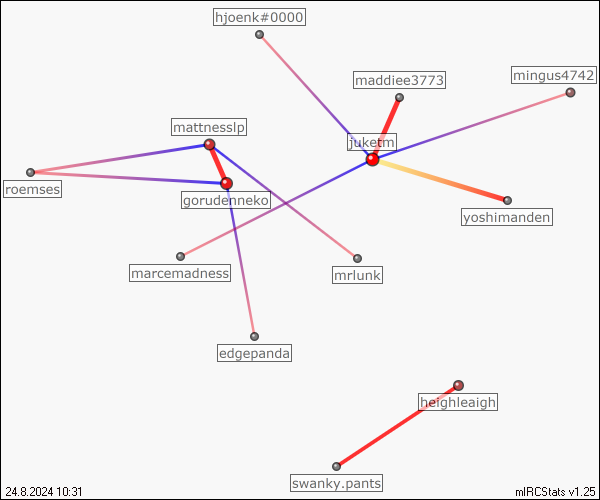 hjoenk#0000
maddiee3773
mingus4742
mattnesslp
jukerm
roemses
gorudenneko
yoshimanden
marcemadness
mrlunk
edgepanda
heighleaigh
swanky.pants
24.8.2024 10:31
mIRCStats v1.25